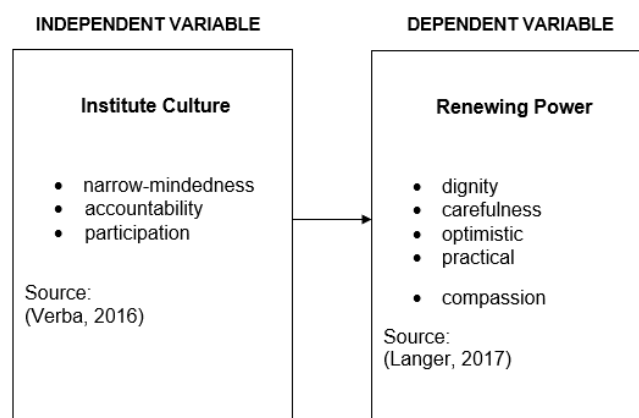 INDEPENDENT VARIABLE
Institute Culture
• narrow-mindedness
• accountability
• participation
Source:
(Verba, 2016)
DEPENDENT VARIABLE
Renewing Power
• dignity
• carefulness
• optimistic
• practical
• compassion
Source:
(Langer, 2017)